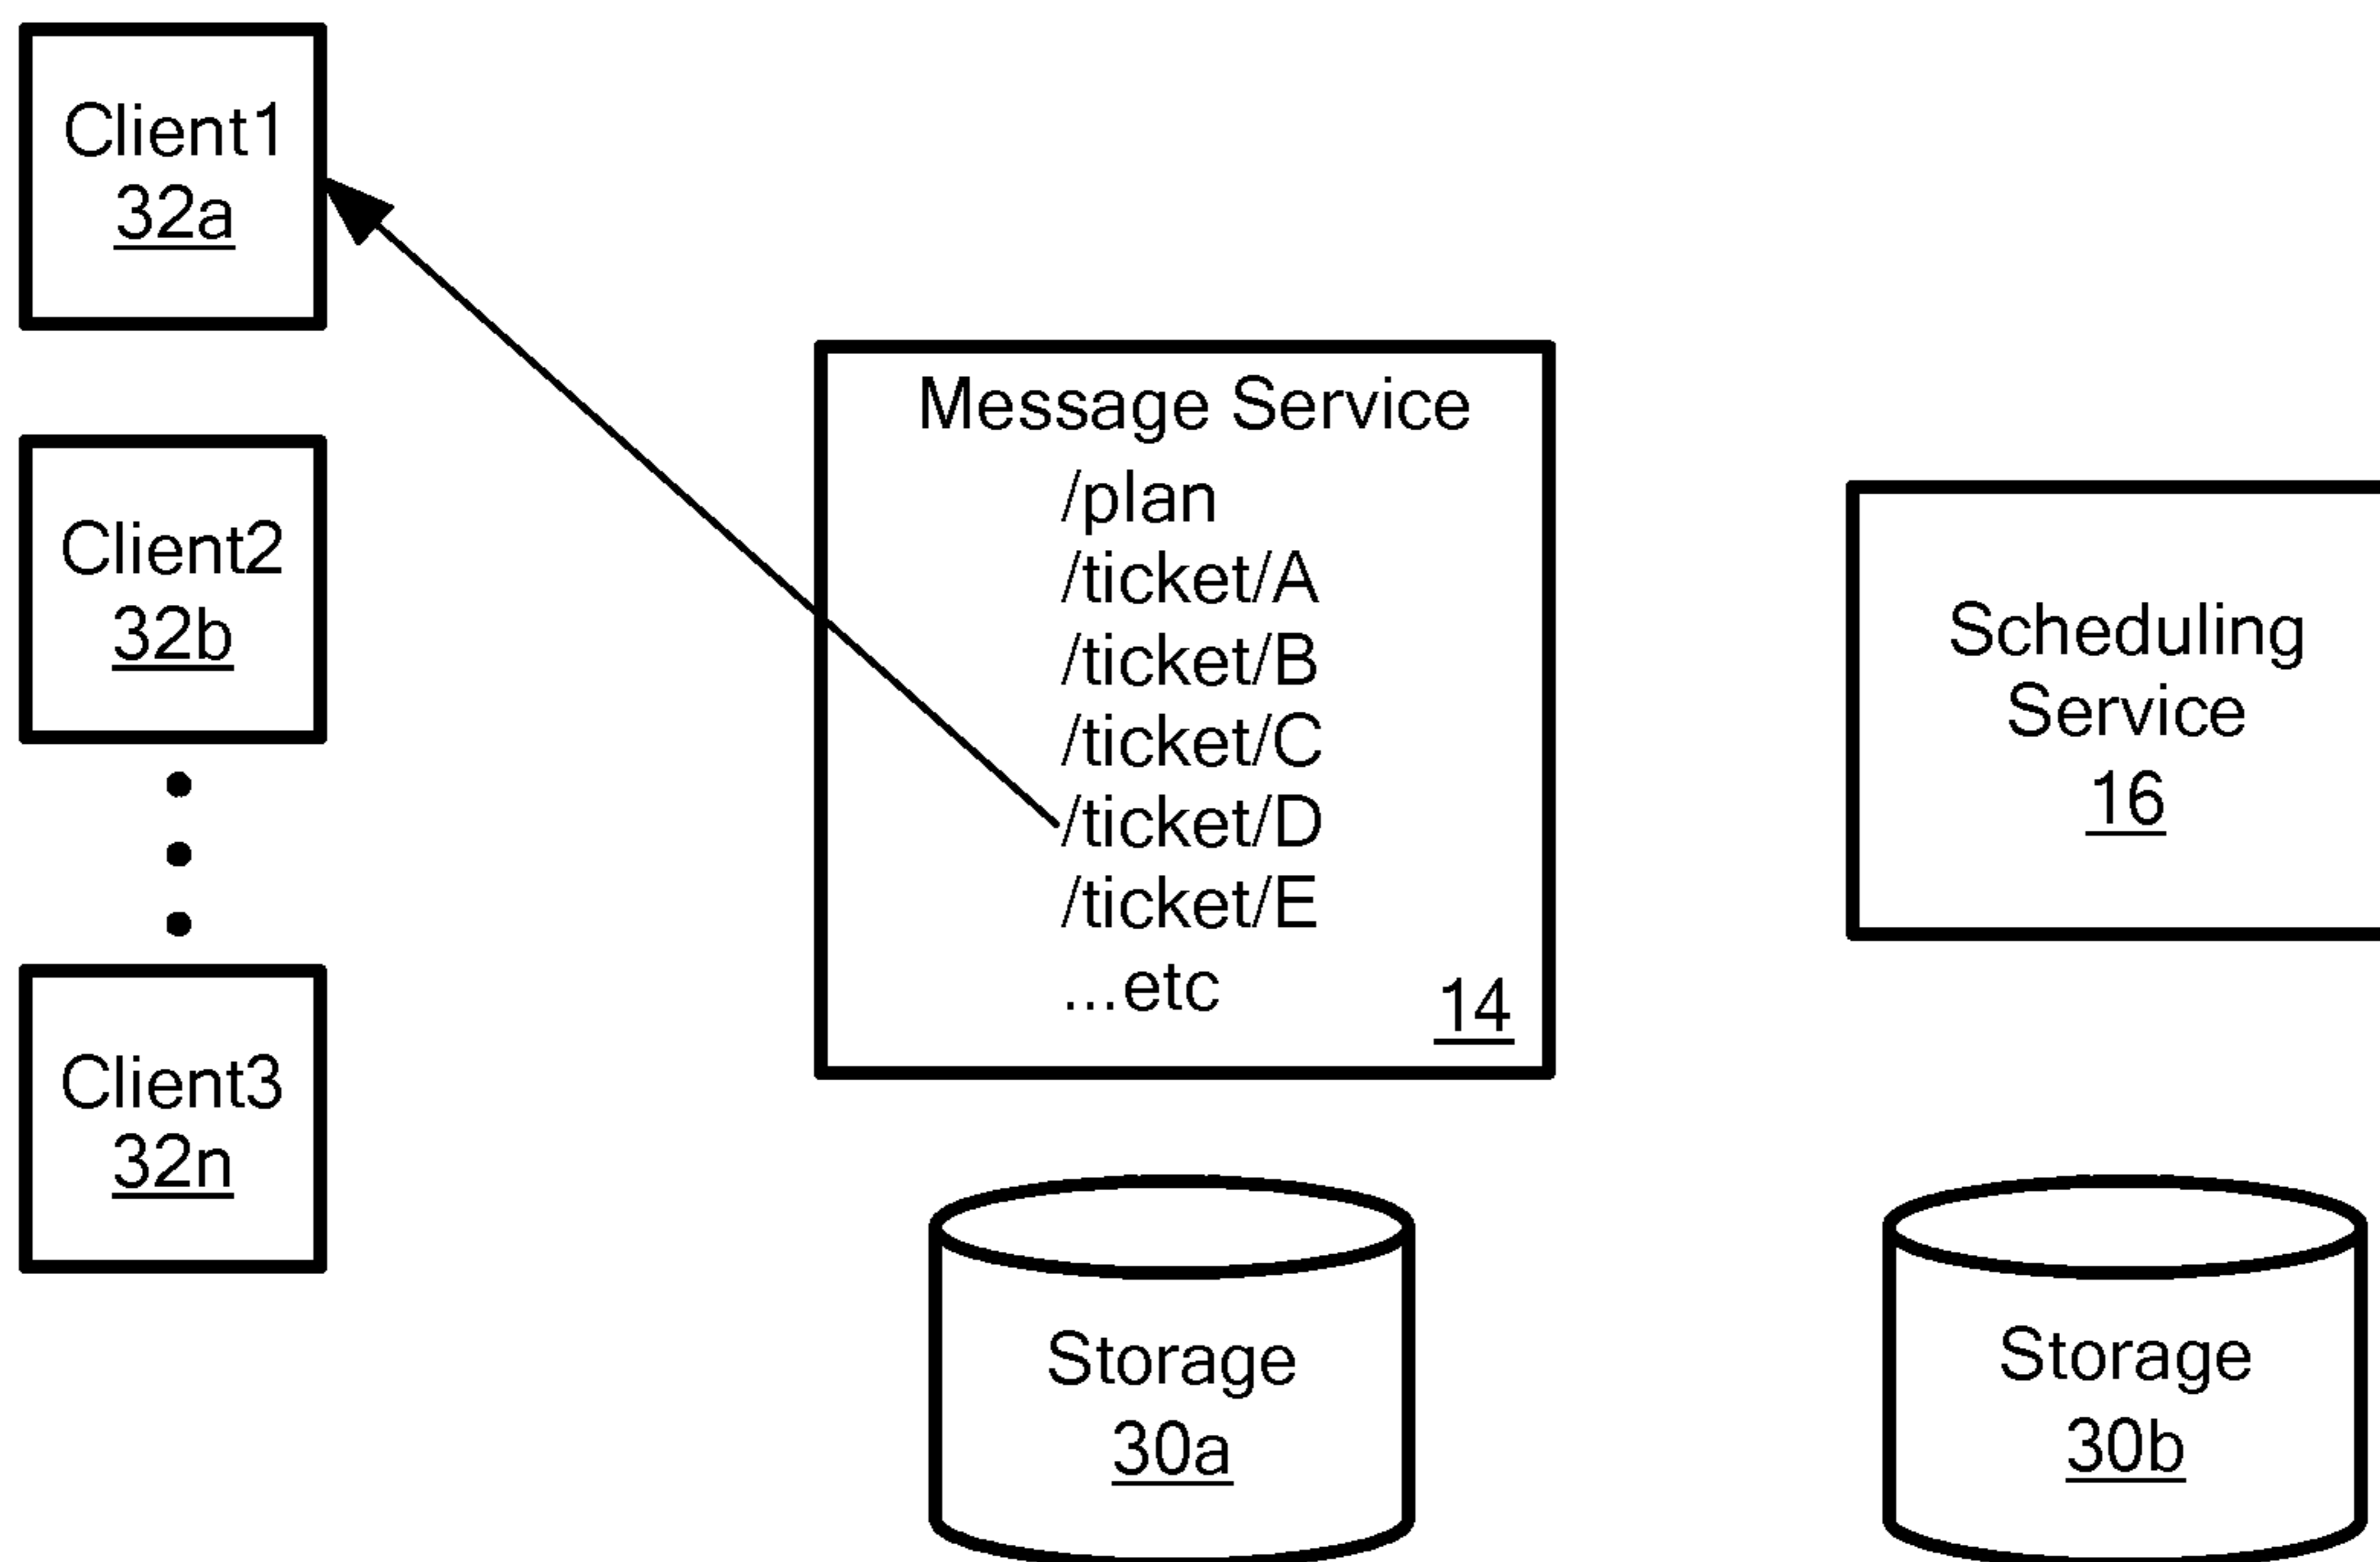 Client1
32a
Client2
32b
Client3
32n
Message Service
/plan
/ticket/A
/ticket/B
/ticket/C
/ticket/D
/ticket/E
...etc
14
Scheduling
Service
16
Storage
30a
Storage
30b